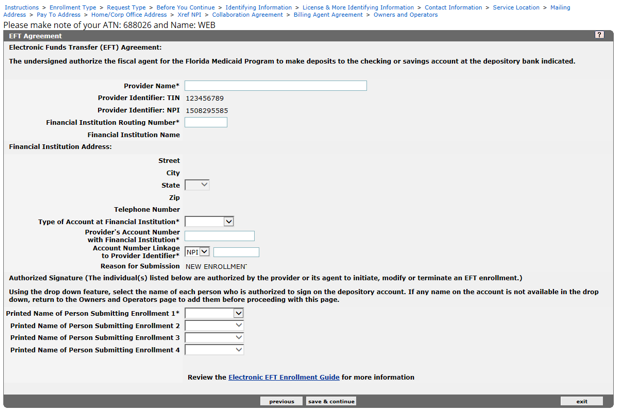 Instructions > Enrollment Type > Request Type > Before You Continue > Identifying Information > License & More Identifying Information > Contact Information > Service Location > Mailing
Address > Pay To Address > Home/Corp Office Address > Xref NPI > Collaboration Agreement > Billing Agent Agreement > Owners and Operators
Please make note of your ATN: 688026 and Name: WEB
EFT Agreement ?
Electronic Funds Transfer (EFT) Agreement:
The undersigned authorize the fiscal agent for the Florida Medicaid Program to make deposits to the checking or savings account at the depository bank indicated.
Provider Name*
Provider Identifier: TIN 123456789
Provider Identifier: NPI 1508295585
Financial Institution Routing Number*
Financial Institution Name
Financial Institution Address:
Street
City
State
Zip
Telephone Number
Type of Account at Financial Institution*
Provider's Account Number
with Financial Institution*
Account Number Linkage
to Provider Identifier* NPI
Reason for Submission NEW ENROLLMEN
Authorized Signature (The individual(s) listed below are authorized by the provider or its agent to initiate, modify or terminate an EFT enrollment.)
Using the drop down feature, select the name of each person who is authorized to sign on the depository account. If any name on the account is not available in the drop
down, return to the Owners and Operators page to add them before proceeding with this page.
Printed Name of Person Submitting Enrollment 1*
Printed Name of Person Submitting Enrollment 2
Printed Name of Person Submitting Enrollment 3
Printed Name of Person Submitting Enrollment 4
Review the Electronic EFT Enrollment Guide for more information
previous save & continue exit